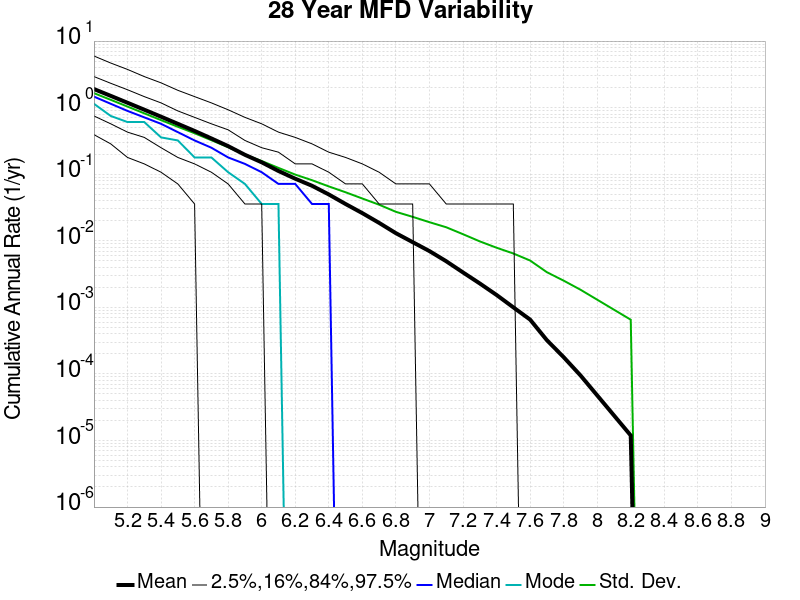 28 Year MFD Variability
10 1
10 0
10 -1
10 -2
10 -3
10 -4
10 -5
10 -6
Cumulative Annual Rate (1/yr)
5.2 5.4 5.6 5.8 6 6.2 6.4 6.6 6.8 7 7.2 7.4 7.6 7.8 8 8.2 8.4 8.6 8.8 9
Magnitude
Mean 2.5%,16%,84%,97.5% Median Mode Std. Dev.